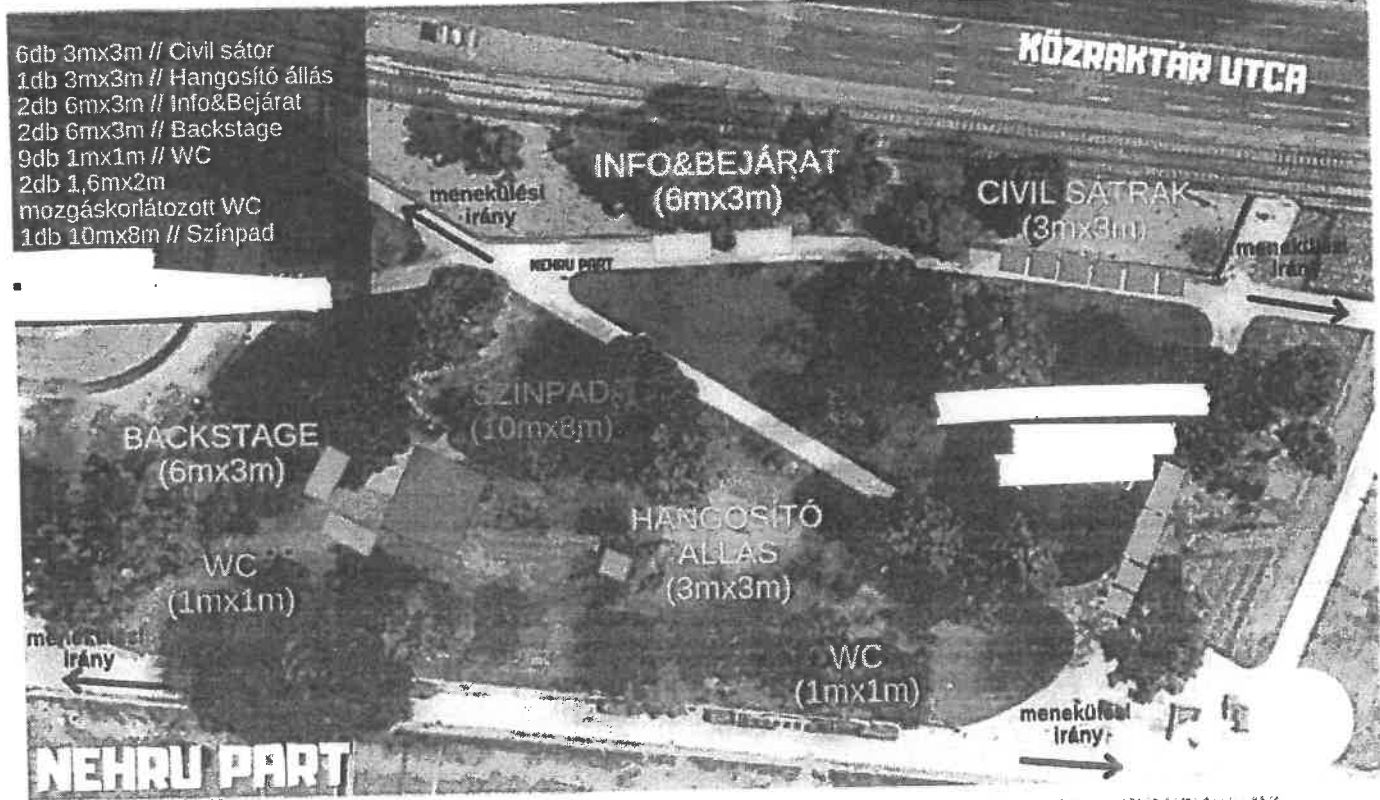 6db 3mx3m // Civil sátor
1db 3mx3m // Hangosító állás
2db 6mx3m // Info&Bejárat
2db 6mx3m // Backstage
9db 1mx1m // WC
2db 1,6mx2m
mozgáskorlátozott WC
1db 10mx8m // Színpad
KÖZRAKTÁR UTCA
INFO&BEJÁRAT
(6mx3m)
CIVIL SÁTRAK
(3mx3m)
menekülési
irány
menekülési
irány
NEHRU PART
SZÍNPAD
(10mx8m)
BACKSTAGE
(6mx3m)
HANGOSÍTÓ
ÁLLÁS
(3mx3m)
WC
(1mx1m)
menekülési
irány
WC
(1mx1m)
menekülési
irány
NEHRU PART